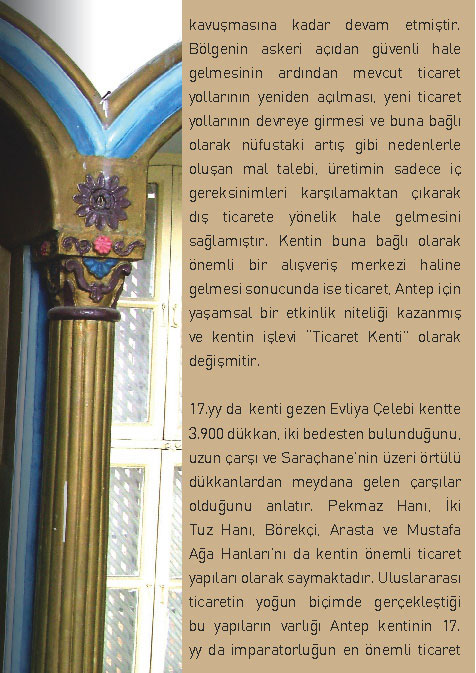 kavuşmasına kadar devam etmiştir.
Bölgenin askeri açıdan güvenli hale
gelmesinin ardından mevcut ticaret
yollarının yeniden açılması, yeni ticaret
yollarının devreye girmesi ve buna bağlı
olarak nüfustaki artış gibi nedenlerle
oluşan mal talebi, üretimin sadece iç
gereksinimleri karşılamaktan çıkarak
dış ticarete yönelik hale gelmesini
sağlamıştır. Kentin buna bağlı olarak
önemli bir alışveriş merkezi haline
gelmesi sonucunda ise ticaret, Antep için
yaşamsal bir etkinlik niteliği kazanmış
ve kentin işlevi “Ticaret Kenti” olarak
değişmitir.

17.yy da kenti gezen Evliya Çelebi kentte
3.900 dükkan, iki bedesten bulunduğunu,
uzun çarşı ve Saraçhane’nin üzeri örtülü
dükkanlardan meydana gelen çarşılar
olduğunu anlatır. Pekmaz Hanı, İki
Tuz Hanı, Börekçi, Arasta ve Mustafa
Ağa Hanları’nı da kentin önemli ticaret
yapıları olarak saymaktadır. Uluslararası
ticaretin yoğun biçimde gerçekleştiği
bu yapıların varlığı Antep kentinin 17.
yy da imparatorluğun en önemli ticaret